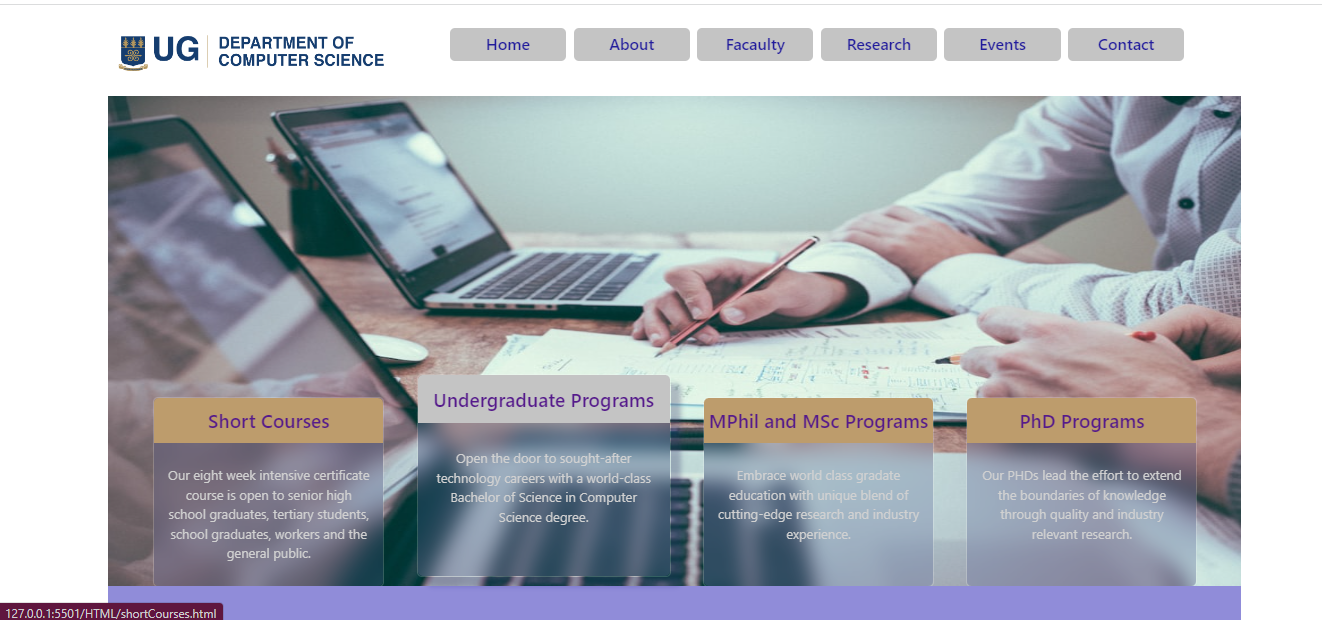 UG DEPARTMENT OF
COMPUTER SCIENCE
Home About Facaulty Research Events Contact
Short Courses
Our eight week intensive certificate
course is open to senior high
school graduates, tertiary students,
school graduates, workers and the
general public.
Undergraduate Programs
Open the door to sought-after
technology careers with a world-class
Bachelor of Science in Computer
Science degree.
MPhil and MSc Programs
Embrace world class gradate
education with unique blend of
cutting-edge research and industry
experience.
PhD Programs
Our PHDs lead the effort to extend
the boundaries of knowledge
through quality and industry
relevant research.
127.0.0.1:5501/HTML/shortCourses.html